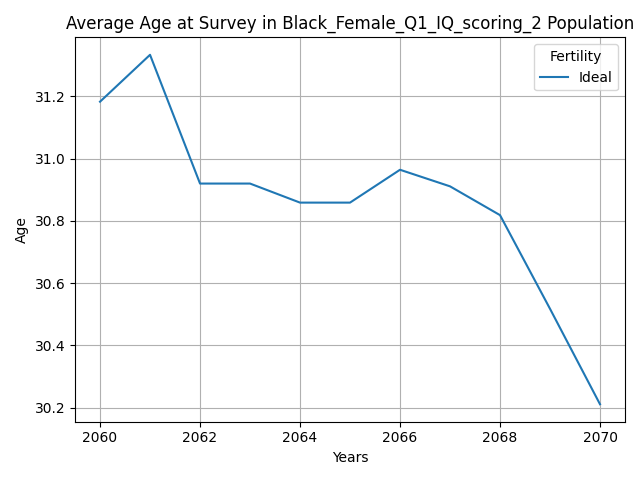 Average Age at Survey in Black_Female_Q1_IQ_scoring_2 Population
Fertility
Ideal
31.2
31.0
30.8
30.6
30.4
30.2
Age
2060
2062
2064
2066
2068
2070
Years